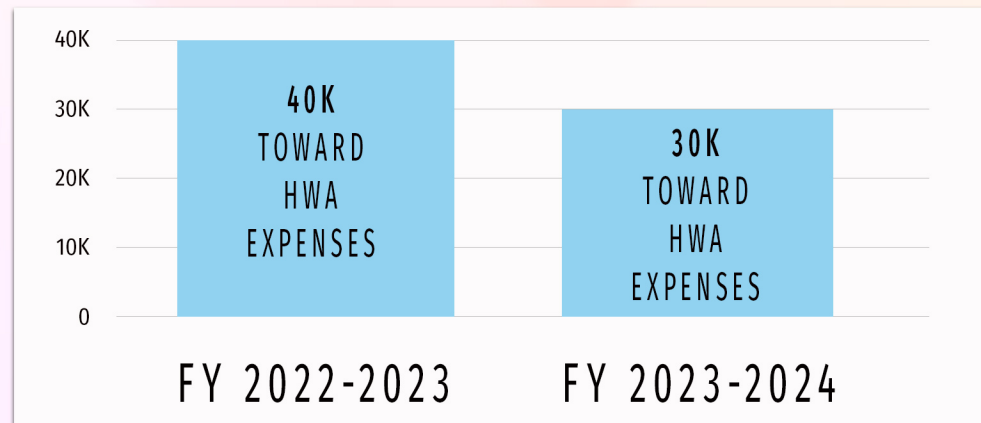 40K
30K
20K
10K
0
40K
TOWARD
HWA
EXPENSES
30K
TOWARD
HWA
EXPENSES
FY 2022-2023
FY 2023-2024